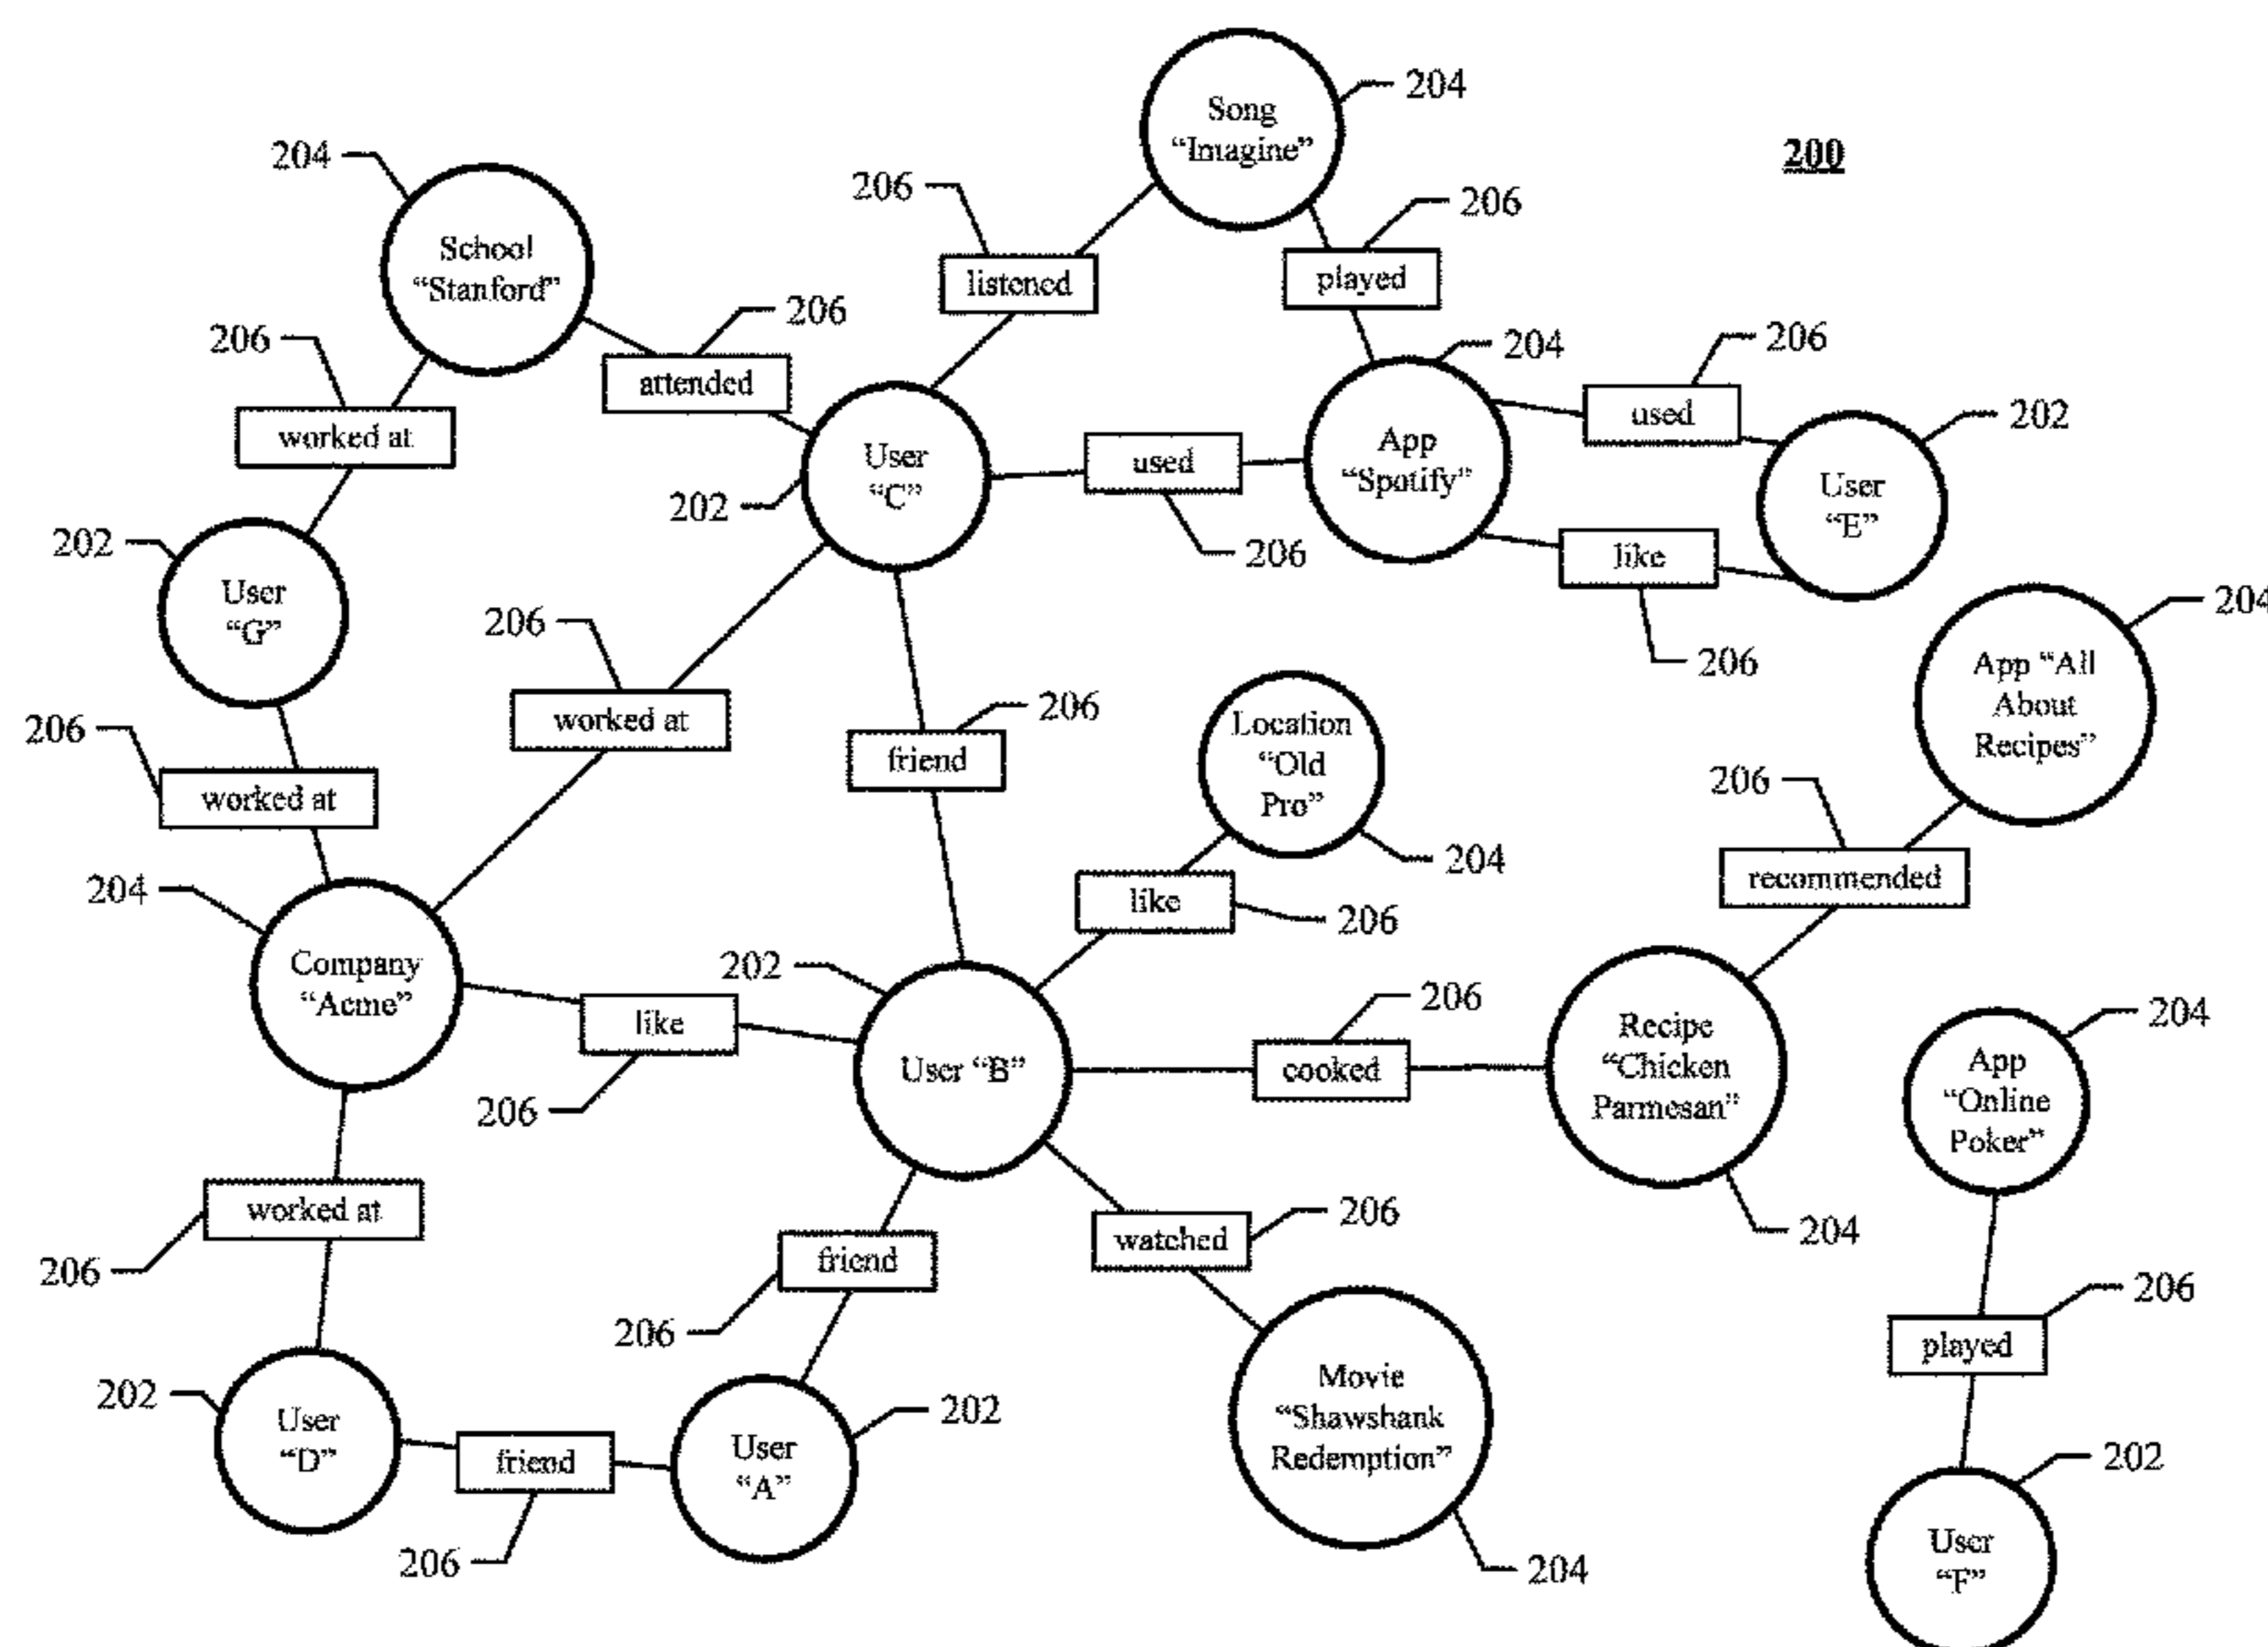 Song
“Imagine”
204
200
204
206
206
School
“Stanford”
listened
played
206
attended
206
204
206
worked at
used
202
User
“C”
202
used
206
App
“Spotify”
User
“E”
like
206
202
User
“G”
204
206
worked at
206
friend
Location
“Old
Pro”
App “All
About
Recipes”
206
worked at
206
recommended
204
like
206
204
Company
“Acme”
202
like
206
User “B”
206
cooked
Recipe
“Chicken
Parmesan”
204
204
App
“Online
Poker”
worked at
206
friend
206
watched
206
206
played
202
User
“D”
friend
206
User
“A”
202
Movie
“Shawshank
Redemption”
204
202
User
“F”